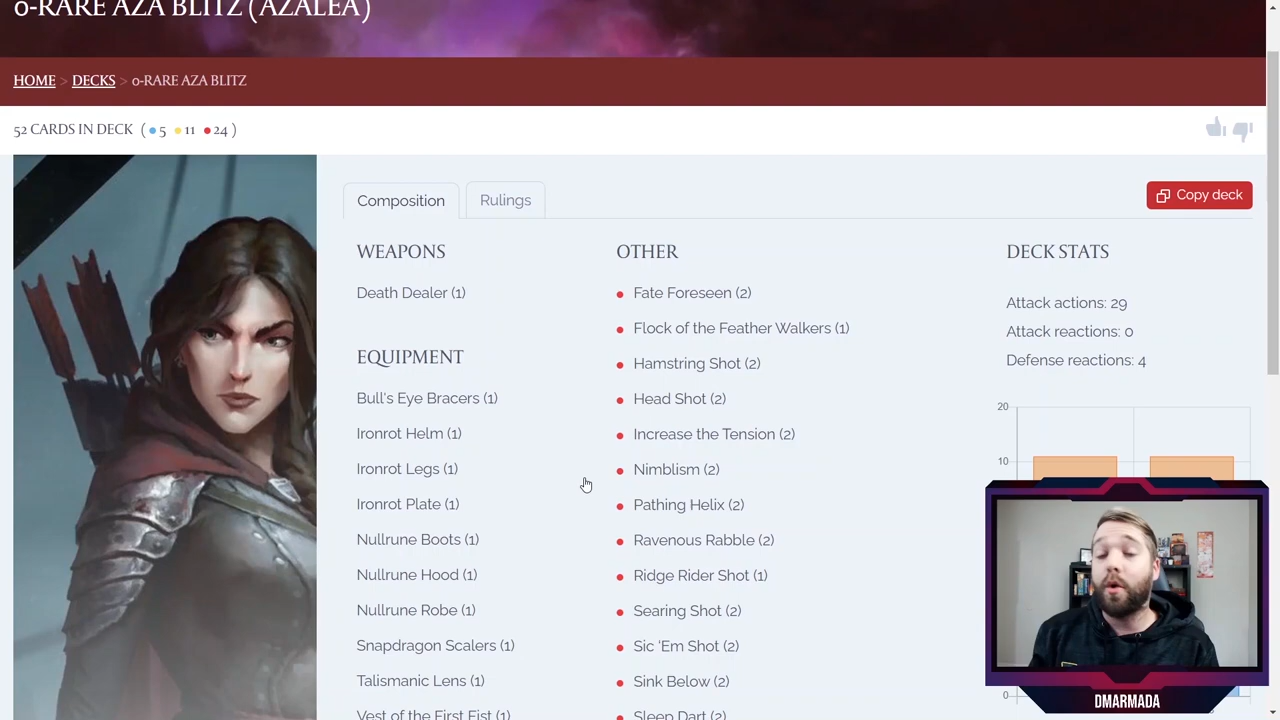 0-RARE AZA BLITZ (AZALEA)
HOME > DECKS > 0-RARE AZA BLITZ
52 CARDS IN DECK ( 5 11 24 )
Composition
Rulings
Copy deck
WEAPONS
Death Dealer (1)
EQUIPMENT
Bull's Eye Bracers (1)
Ironrot Helm (1)
Ironrot Legs (1)
Ironrot Plate (1)
Nullrune Boots (1)
Nullrune Hood (1)
Nullrune Robe (1)
Snapdragon Scalers (1)
Talismanic Lens (1)
Vest of the First Fist (1)
OTHER
Fate Foreseen (2)
Flock of the Feather Walkers (1)
Hamstring Shot (2)
Head Shot (2)
Increase the Tension (2)
Nimblism (2)
Pathing Helix (2)
Ravenous Rabble (2)
Ridge Rider Shot (1)
Searing Shot (2)
Sic 'Em Shot (2)
Sink Below (2)
Sleep Dart (2)
DECK STATS
Attack actions: 29
Attack reactions: 0
Defense reactions: 4
20
10
0
DMARMADA